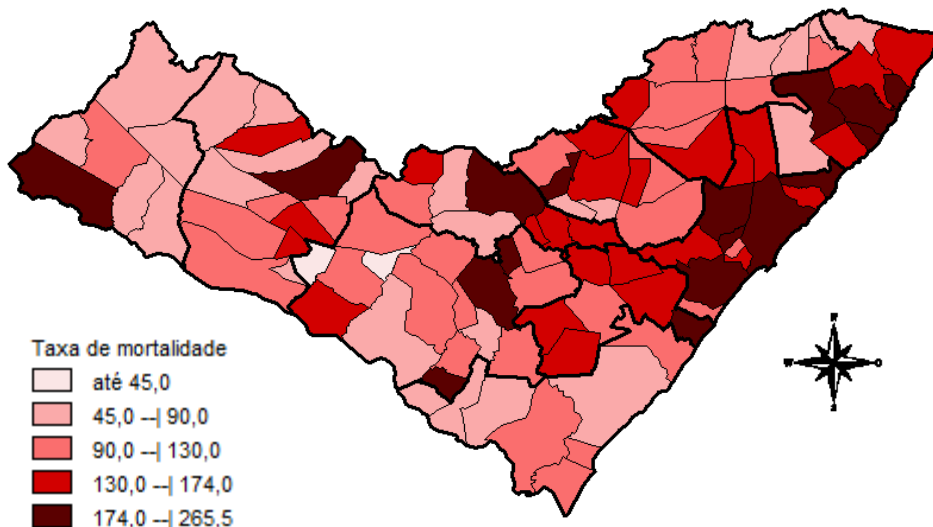 Taxa de mortalidade
até 45,0
45,0 --| 90,0
90,0 --| 130,0
130,0 --| 174,0
174,0 --| 265,5